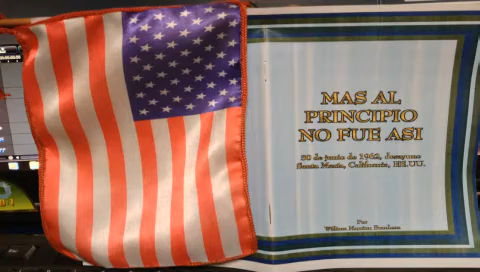 MAS AL
PRINCIPIO
NO FUE ASI
30 de junio de 1962, desayuno
Santa María, California, EE.UU.
Por
William Marrion Branham